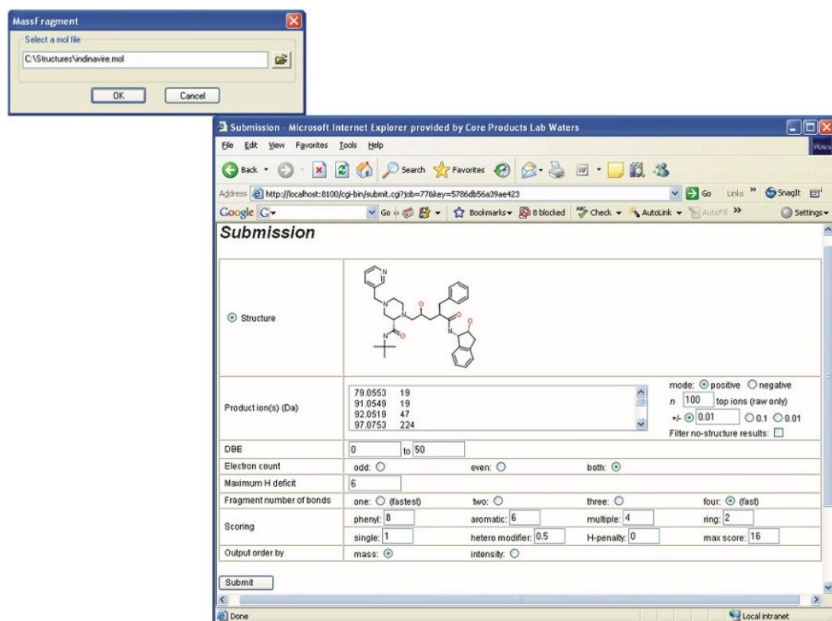 MassFragment
Select a mol file
C:\Structures\indinavire.mol
OK Cancel
Submission - Microsoft Internet Explorer provided by Core Products Lab Waters
File Edit View Favorites Tools Help
Back Search Favorites
Address http://localhost:8100/cgi-bin/submit.cgi?job=77&key=5786db56a39ae423 Go Links » SnagIt
Google G Go Bookmarks 8 blocked Check AutoLink AutoFill » Settings
Submission
Structure
N
N
N
O
O
N
O
N
O
Product ion(s) (Da)
79.0553 19
91.0549 19
92.0519 47
97.0753 224
mode: positive negative
n 100 top ions (raw only)
+/- 0.01 0.1 0.01
Filter no-structure results:
DBE 0 to 50
Electron count odd: even: both:
Maximum H deficit 6
Fragment number of bonds one: (fastest) two: three: four: (fast)
Scoring
phenyl: 8 aromatic: 6 multiple: 4 ring: 2
single: 1 hetero modifier: 0.5 H-penalty: 0 max score: 16
Output order by mass: intensity:
Submit
Done Local intranet